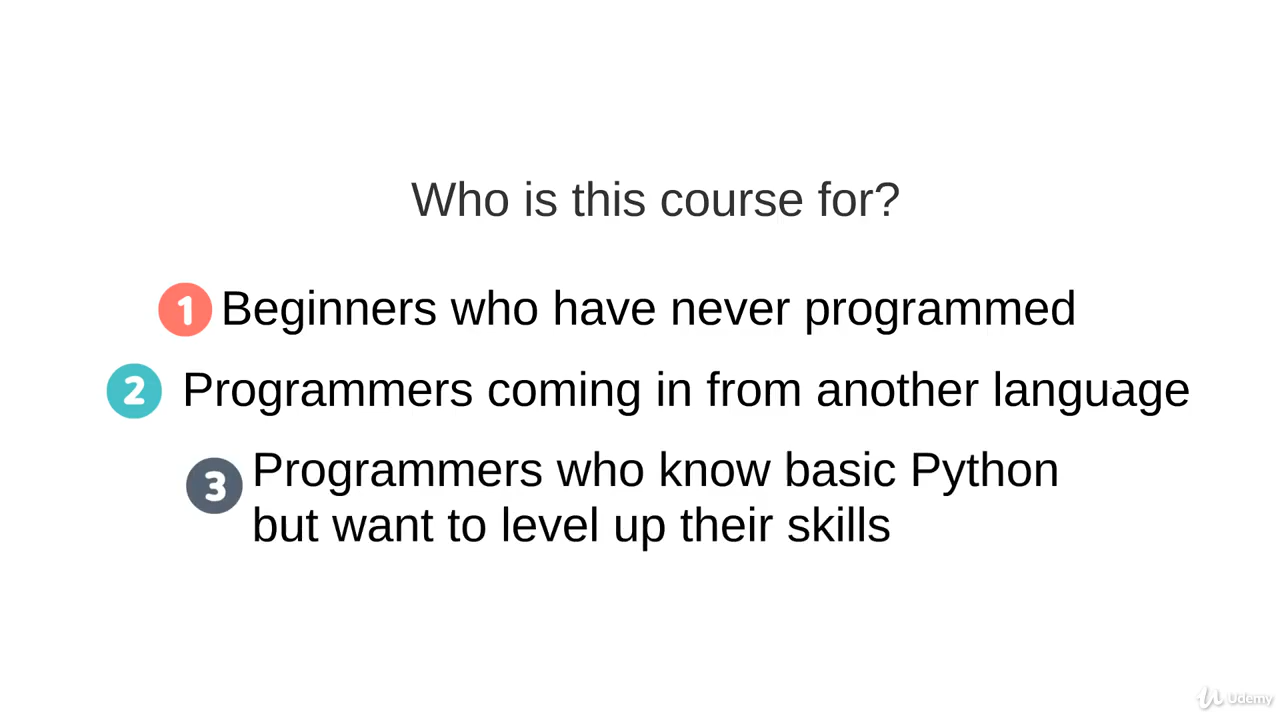 Who is this course for?
1 Beginners who have never programmed
2 Programmers coming in from another language
3 Programmers who know basic Python
but want to level up their skills
Udemy